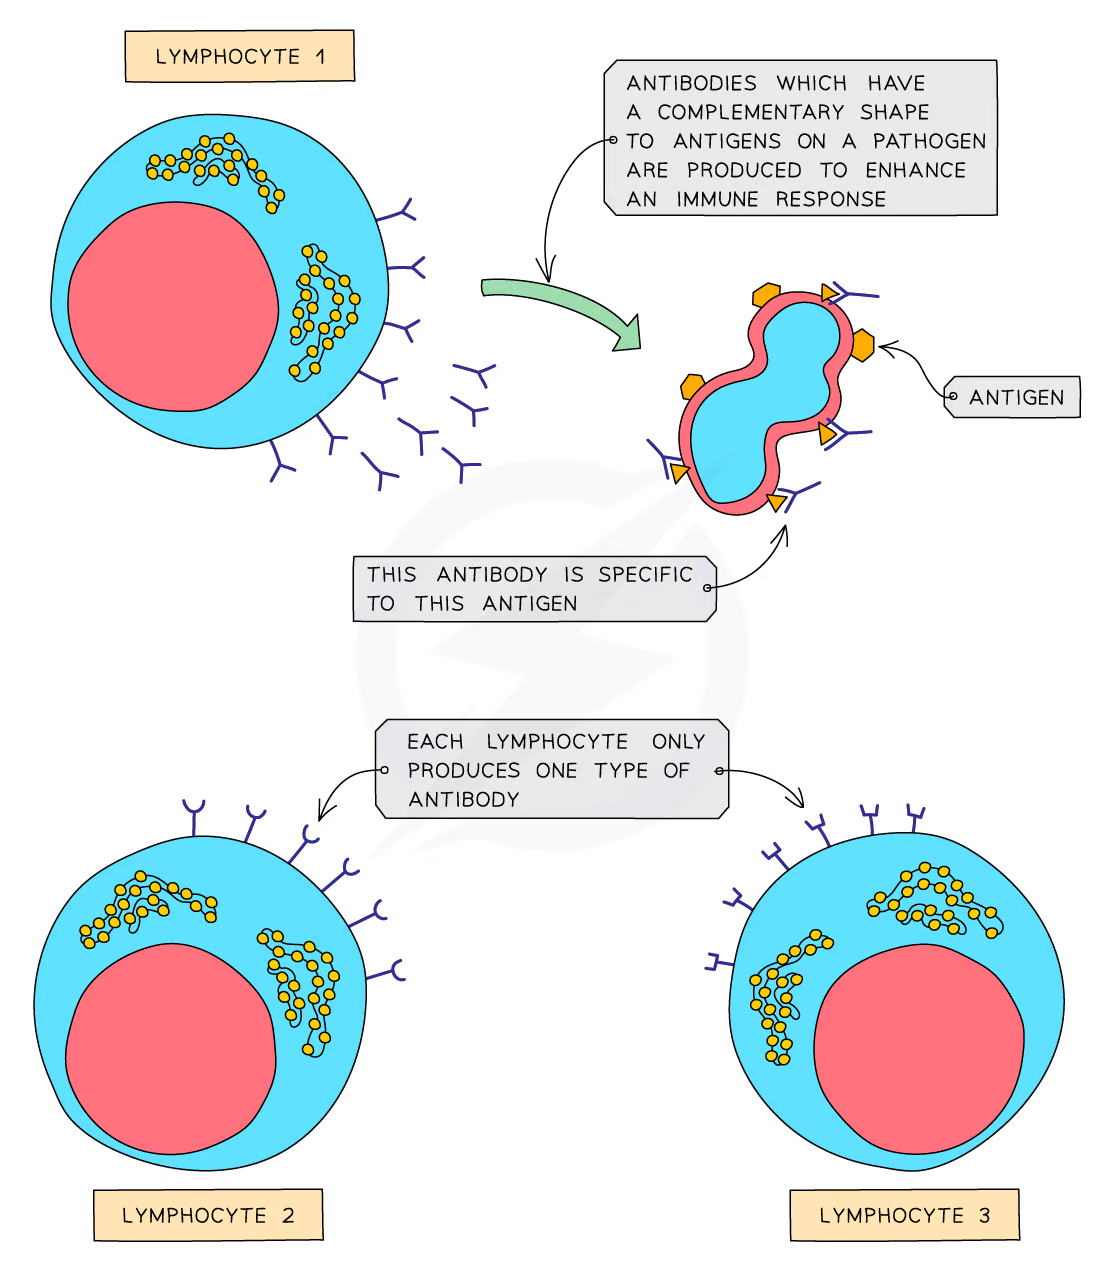 LYMPHOCYTE 1
ANTIBODIES WHICH HAVE
A COMPLEMENTARY SHAPE
TO ANTIGENS ON A PATHOGEN
ARE PRODUCED TO ENHANCE
AN IMMUNE RESPONSE
ANTIGEN
THIS ANTIBODY IS SPECIFIC
TO THIS ANTIGEN
EACH LYMPHOCYTE ONLY
PRODUCES ONE TYPE OF
ANTIBODY
LYMPHOCYTE 2
LYMPHOCYTE 3